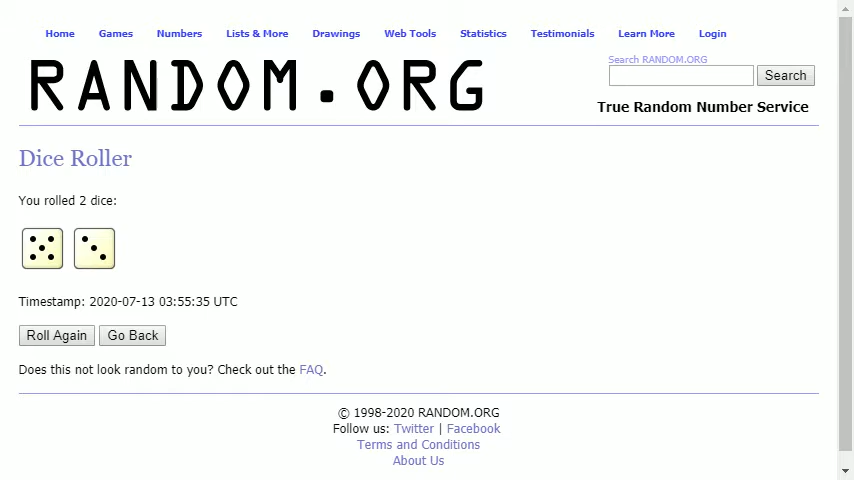 Home Games Numbers Lists & More Drawings Web Tools Statistics Testimonials Learn More Login
RANDOM.ORG
Search RANDOM.ORG
Search
True Random Number Service
Dice Roller
You rolled 2 dice:
Timestamp: 2020-07-13 03:55:35 UTC
Roll Again Go Back
Does this not look random to you? Check out the FAQ.
© 1998-2020 RANDOM.ORG
Follow us: Twitter | Facebook
Terms and Conditions
About Us